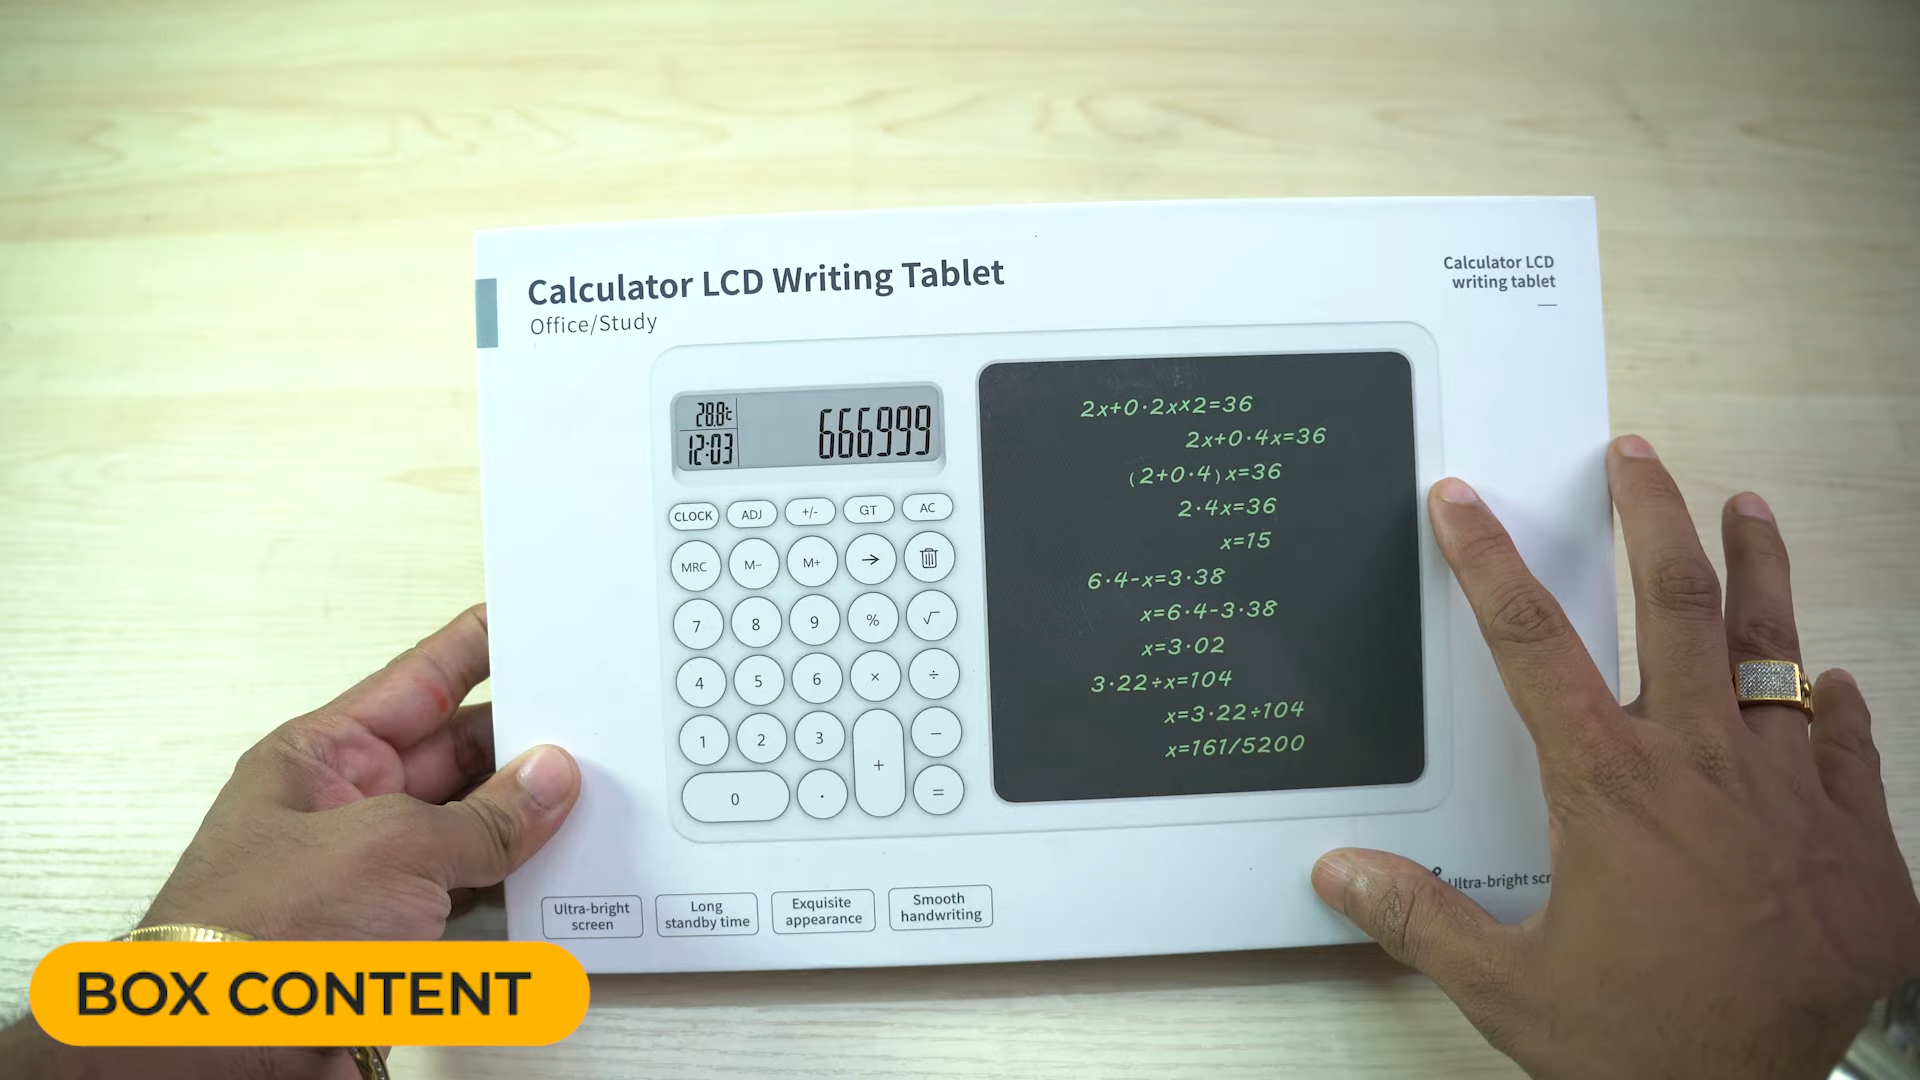 Calculator LCD Writing Tablet
Office/Study
Calculator LCD
writing tablet
28.8°c
12:03
666999
CLOCK ADJ +/- GT AC
MRC M− M+ →
7 8 9 % √
4 5 6 × ÷
1 2 3 + −
0 . =
2x+0·2xx2=36
2x+0·4x=36
(2+0·4)x=36
2·4x=36
x=15
6·4-x=3·38
x=6·4-3·38
x=3·02
3·22÷x=104
x=3·22÷104
x=161/5200
Ultra-bright
screen
Long
standby time
Exquisite
appearance
Smooth
handwriting
Ultra-bright scr
BOX CONTENT